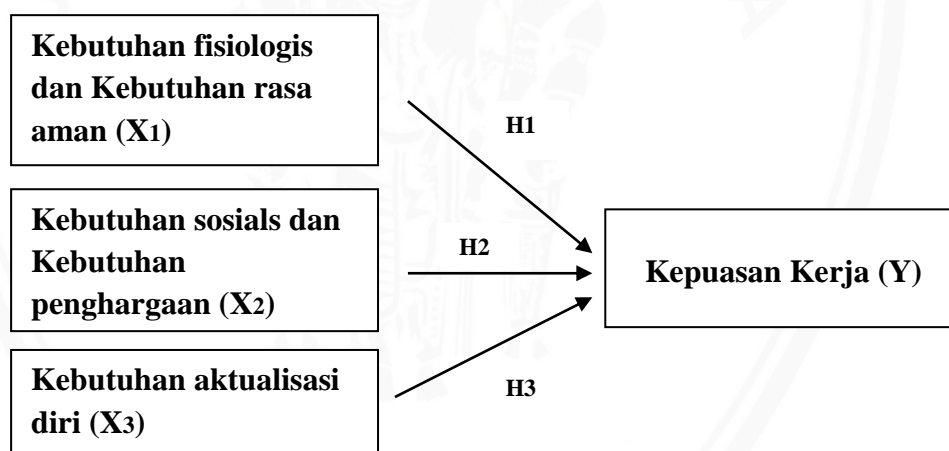 Kebutuhan fisiologis
dan Kebutuhan rasa
aman (X1)
H1
Kebutuhan sosials dan
Kebutuhan
penghargaan (X2)
H2
Kepuasan Kerja (Y)
Kebutuhan aktualisasi
diri (X3)
H3